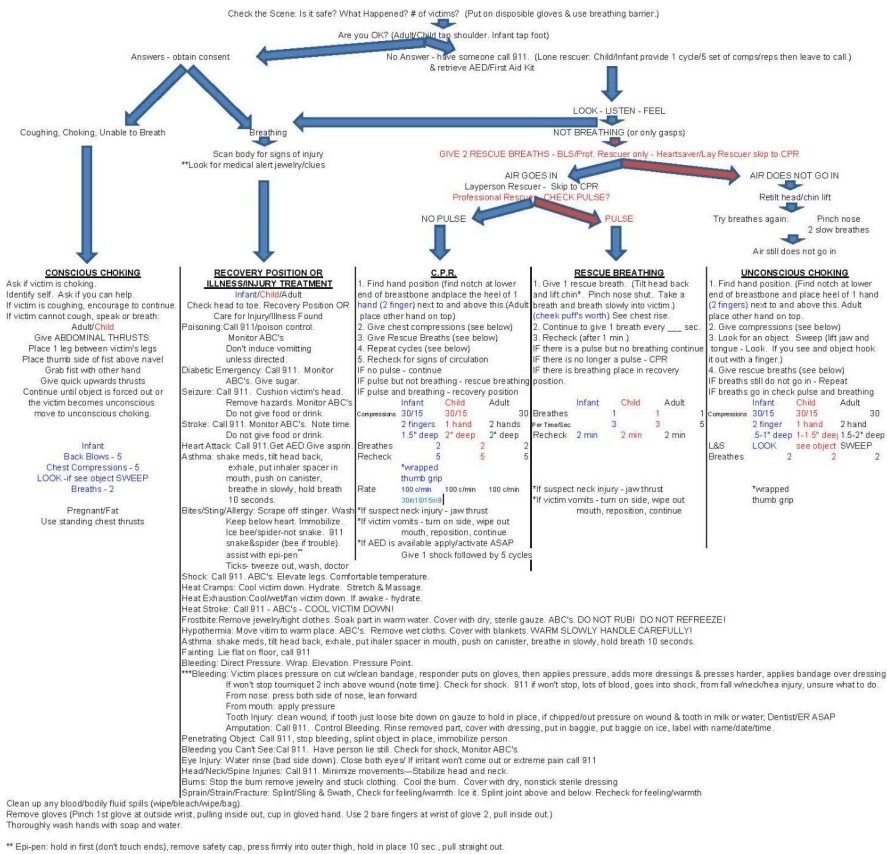 Check the Scene: Is it safe? What Happened? # of victims? (Put on disposible gloves & use breathing barrier.)
Are you OK? (Adult/Child tap shoulder. Infant tap foot)
Answers - obtain consent
No Answer - have someone call 911. (Lone rescuer: Child/Infant provide 1 cycle/5 set of comps/reps then leave to call.)
& retrieve AED/First Aid Kit
LOOK - LISTEN - FEEL
Coughing, Choking, Unable to Breath
Breathing
NOT BREATHING (or only gasps)
Scan body for signs of injury
**Look for medical alert jewelry/clues
GIVE 2 RESCUE BREATHS - BLS/Prof. Rescuer only - Heartsaver/Lay Rescuer skip to CPR
AIR GOES IN
Layperson Rescuer - Skip to CPR
Professional Rescuer - CHECK PULSE?
AIR DOES NOT GO IN
Retilt head/chin lift
NO PULSE
PULSE
Try breathes again: Pinch nose
2 slow breathes
Air still does not go in
CONSCIOUS CHOKING
Ask if victim is choking.
Identify self. Ask if you can help.
If victim is coughing, encourage to continue.
If victim cannot cough, speak or breath:
Adult/Child
Give ABDOMINAL THRUSTS:
Place 1 leg between victim's legs
Place thumb side of fist above navel
Grab fist with other hand
Give quick upwards thrusts
Continue until object is forced out or
the victim becomes unconscious
move to unconscious choking.
Infant
Back Blows - 5
Chest Compressions - 5
LOOK -if see object SWEEP
Breaths - 2
Pregnant/Fat
Use standing chest thrusts
RECOVERY POSITION OR
ILLNESS/INJURY TREATMENT
Infant/Child/Adult
Check head to toe. Recovery Position OR
Care for Injury/Illness Found
Poisoning:Call 911/poison control.
Monitor ABC's
Don't induce vomitting
unless directed.
Diabetic Emergency: Call 911. Monitor
ABC's. Give sugar.
Seizure: Call 911. Cushion victim's head.
Remove hazards. Monitor ABC's
Do not give food or drink.
Stroke: Call 911. Monitor ABC's. Note time.
Do not give food or drink.
Heart Attack: Call 911.Get AED.Give asprin.
Asthma: shake meds, tilt head back,
exhale, put inhaler spacer in
mouth, push on canister,
breathe in slowly, hold breath
10 seconds.
Bites/Sting/Allergy: Scrape off stinger. Wash
Keep below heart. Immobilize.
Ice bee/spider-not snake. 911
snake&spider (bee if trouble).
assist with epi-pen**
Ticks- tweeze out, wash, doctor
C.P.R.
1. Find hand position (find notch at lower
end of breastbone andplace the heel of 1
hand (2 finger) next to and above this.(Adult
place other hand on top)
2. Give chest compressions (see below)
3. Give Rescue Breaths (see below)
4. Repeat cycles (see below)
5. Recheck for signs of circulation
IF no pulse - continue
IF pulse but not breathing - rescue breathing
IF pulse and breathing - recovery position
Infant Child Adult
Compressions 30/15 30/15 30
2 fingers 1 hand 2 hands
1.5" deep 2" deep 2" deep
Breathes 2 2 2
Recheck 5 5 5
*wrapped
thumb grip
Rate 100 c/min 100 c/min 100 c/min
30in10/15in9
*If suspect neck injury - jaw thrust
*If victim vomits - turn on side, wipe out
mouth, reposition, continue
*If AED is available apply/activate ASAP
Give 1 shock followed by 5 cycles
RESCUE BREATHING
1. Give 1 rescue breath. (Tilt head back
and lift chin*. Pinch nose shut. Take a
breath and breath slowly into victim.)
(cheek puff's worth) See chest rise.
2. Continue to give 1 breath every ___ sec.
3. Recheck (after 1 min.)
IF there is pulse but no breathing continue
IF there is no longer a pulse - CPR
IF there is breathing place in recovery
position.
Infant Child Adult
Breathes 1 1 1
Per Time/Sec 3 3 5
Recheck 2 min 2 min 2 min
*If suspect neck injury - jaw thrust
*If victim vomits - turn on side, wipe out
mouth, reposition, continue
UNCONSCIOUS CHOKING
1. Find hand position. (Find notch at lower
end of breastbone and place heel of 1 hand
(2 fingers) next to and above this. Adult
place other hand on top.
2. Give compressions (see below)
3. Look for an object. Sweep (lift jaw and
tongue - Look. If you see and object hook
it out with a finger.)
4. Give rescue breaths (see below)
IF breaths still do not go in - Repeat
IF breaths go in check pulse and breathing
Infant Child Adult
Compressions 30/15 30/15 30
2 finger 1 hand 2 hand
.5-1" deep 1-1.5" deep 1.5-2" deep
L&S LOOK see object SWEEP
Breathes 2 2 2
*wrapped
thumb grip
Shock: Call 911. ABC's. Elevate legs. Comfortable temperature.
Heat Cramps: Cool victim down. Hydrate. Stretch & Massage.
Heat Exhaustion:Cool/wet/fan victim down. If awake - hydrate.
Heat Stroke: Call 911 - ABC's - COOL VICTIM DOWN!
Frostbite:Remove jewelry/tight clothes. Soak part in warm water. Cover with dry, sterile gauze. ABC's. DO NOT RUB! DO NOT REFREEZE!
Hypothermia: Move vitim to warm place. ABC's. Remove wet cloths. Cover with blankets. WARM SLOWLY HANDLE CAREFULLY!
Asthma: shake meds, tilt head back, exhale, put ihaler spacer in mouth, push on canister, breathe in slowly, hold breath 10 seconds.
Fainting: Lie flat on floor, call 911
Bleeding: Direct Pressure. Wrap. Elevation. Pressure Point.
***Bleeding: Victim places pressure on cut w/clean bandage, responder puts on gloves, then applies pressure, adds more dressings & presses harder, applies bandage over dressing
If won't stop tourniquet 2 inch above wound (note time). Check for shock. 911 if won't stop, lots of blood, goes into shock, from fall w/neck/hea injury, unsure what to do.
From nose: press both side of nose, lean forward
From mouth: apply pressure
Tooth Injury: clean wound, if tooth just loose bite down on gauze to hold in place, if chipped/out pressure on wound & tooth in milk or water; Dentist/ER ASAP
Amputation: Call 911. Control Bleeding. Rinse removed part, cover with dressing, put in baggie, put baggie on ice, label with name/date/time.
Penetrating Object: Call 911, stop bleeding, splint object in place, immobilize person.
Bleeding you Can't See:Cal 911. Have person lie still. Check for shock, Monitor ABC's.
Eye Injury: Water rinse (bad side down). Close both eyes/ If irritant won't come out or extreme pain call 911
Head/Neck/Spine Injuries: Call 911. Minimize movements---Stabilize head and neck.
Burns: Stop the burn remove jewelry and stuck clothing. Cool the burn. Cover with dry, nonstick sterile dressing
Sprain/Strain/Fracture: Splint/Sling & Swath, Check for feeling/warmth. Ice it. Splint joint above and below. Recheck for feeling/warmth
Clean up any blood/bodily fluid spills (wipe/bleach/wipe/bag).
Remove gloves (Pinch 1st glove at outside wrist, pulling inside out, cup in gloved hand. Use 2 bare fingers at wrist of glove 2, pull inside out.)
Thoroughly wash hands with soap and water.
** Epi-pen: hold in first (don't touch ends), remove safety cap, press firmly into outer thigh, hold in place 10 sec., pull straight out.